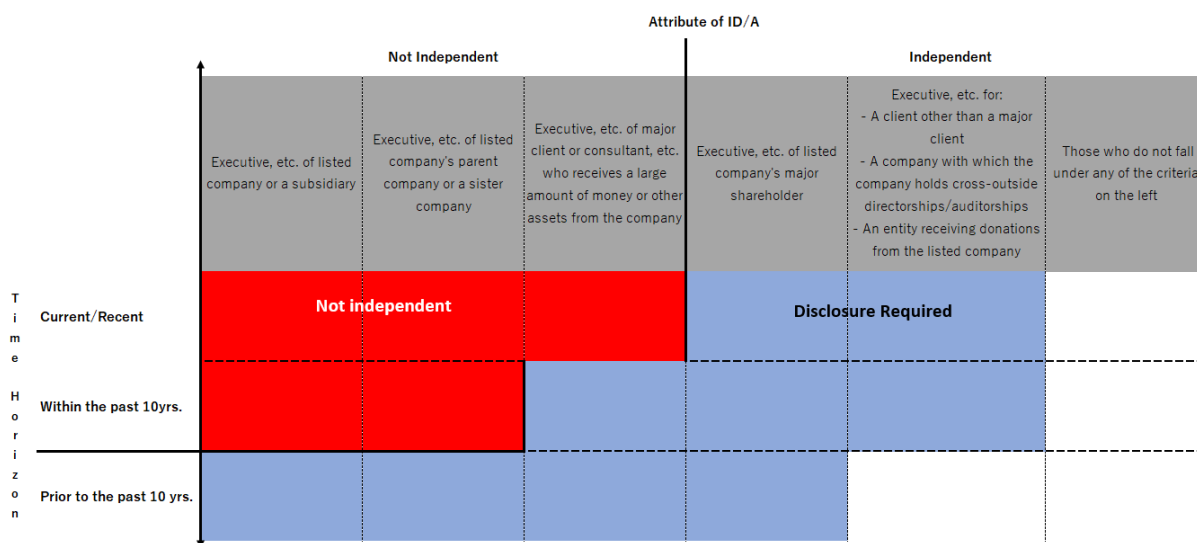 Attribute of ID/A
Not Independent
Independent
Executive, etc. of listed
company or a subsidiary
Executive, etc. of listed
company's parent
company or a sister
company
Executive, etc. of major
client or consultant, etc.
who receives a large
amount of money or other
assets from the company
Executive, etc. of listed
company's major
shareholder
Executive, etc. for:
- A client other than a major
client
- A company with which the
company holds cross-outside
directorships/auditorships
- An entity receiving donations
from the listed company
Those who do not fall
under any of the criteria
on the left
Time Horizon
Current/Recent
Not independent
Disclosure Required
Within the past 10yrs.
Prior to the past 10 yrs.